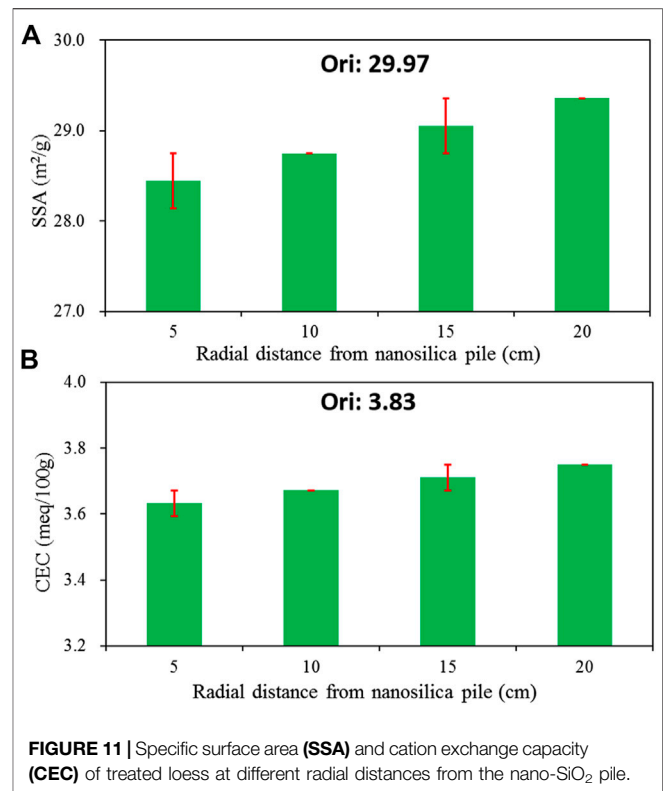 A
Ori: 29.97
30.0
29.0
28.0
27.0
SSA (m²/g)
5 10 15 20
Radial distance from nanosilica pile (cm)
B
Ori: 3.83
4.0
3.8
3.6
3.4
3.2
CEC (meq/100g)
5 10 15 20
Radial distance from nanosilica pile (cm)
FIGURE 11 | Specific surface area (SSA) and cation exchange capacity
(CEC) of treated loess at different radial distances from the nano-SiO₂ pile.